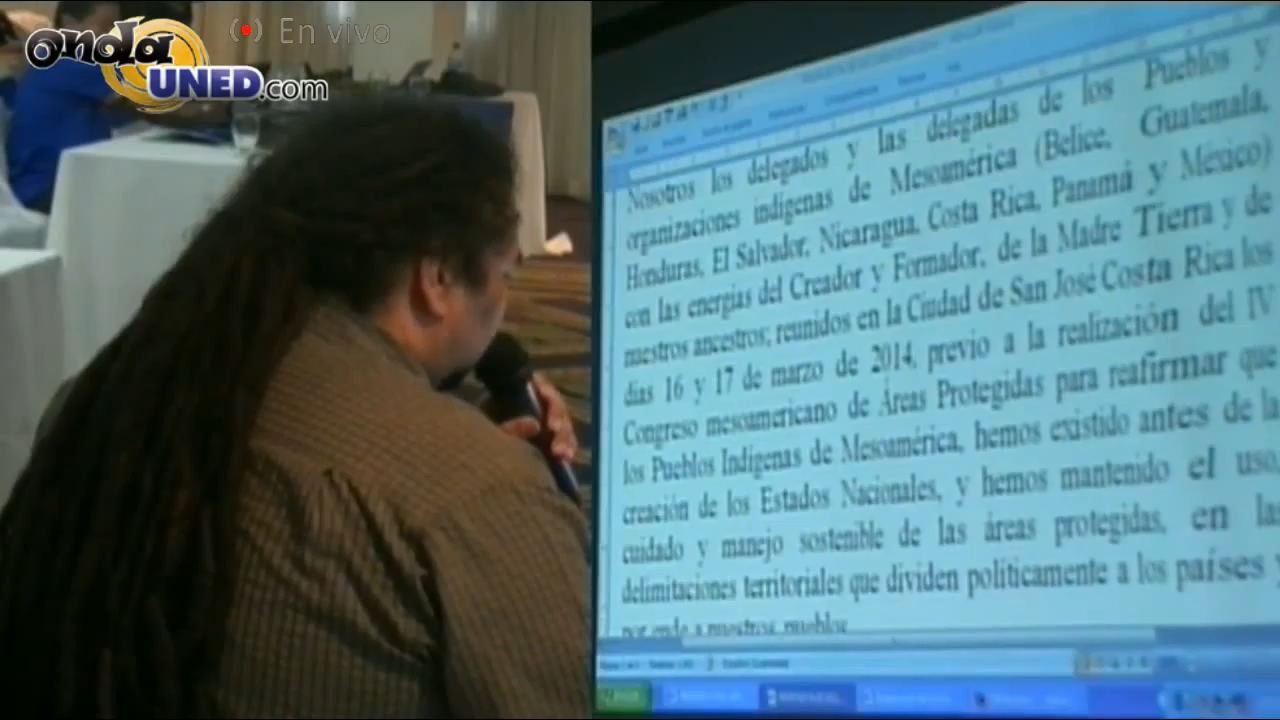 onda
UNED.com
En vivo
Nosotros los delegados y las delegadas de los Pueblos y
organizaciones indígenas de Mesoamérica (Belice, Guatemala,
Honduras, El Salvador, Nicaragua, Costa Rica, Panamá y México)
con las energías del Creador y Formador, de la Madre Tierra y de
nuestros ancestros; reunidos en la Ciudad de San José Costa Rica los
días 16 y 17 de marzo de 2014, previo a la realización del IV
Congreso mesoamericano de Áreas Protegidas para reafirmar que
los Pueblos Indígenas de Mesoamérica, hemos existido antes de la
creación de los Estados Nacionales, y hemos mantenido el uso,
cuidado y manejo sostenible de las áreas protegidas, en la
delimitaciones territoriales que dividen políticamente a los países y
por ende a nuestros pueblos